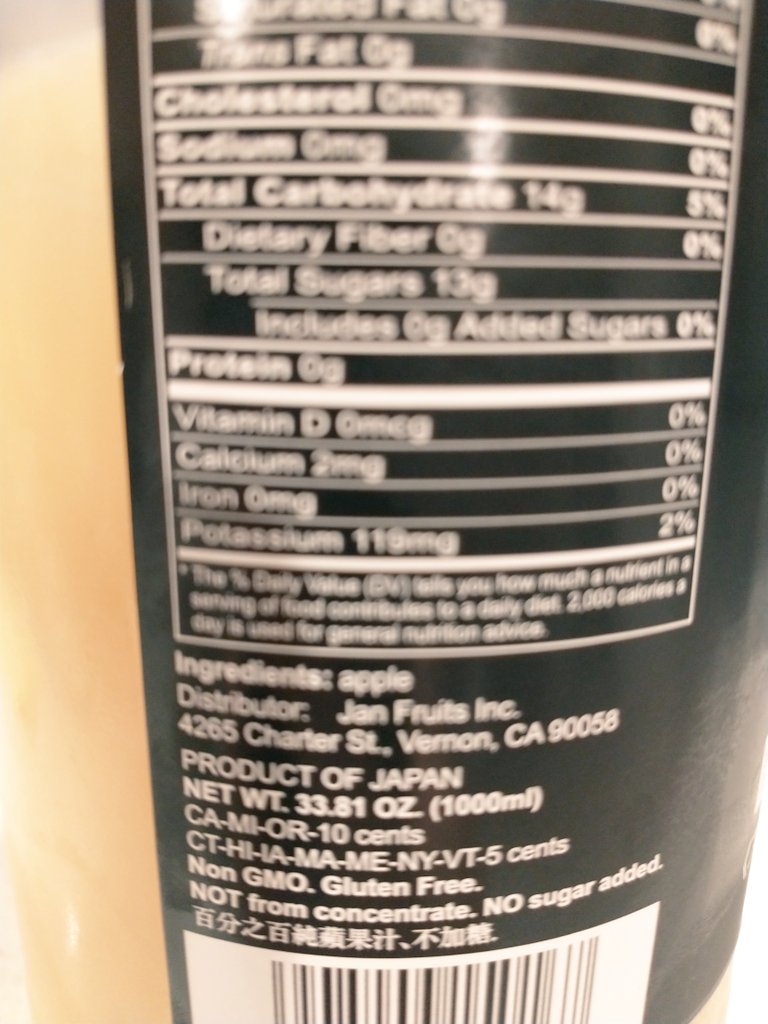 Saturated Fat 0g 0%
Trans Fat 0g 0%
Cholesterol 0mg 0%
Sodium 0mg 0%
Total Carbohydrate 14g 5%
Dietary Fiber 0g 0%
Total Sugars 13g
Includes 0g Added Sugars 0%
Protein 0g
Vitamin D 0mcg 0%
Calcium 2mg 0%
Iron 0mg 0%
Potassium 119mg 2%
* The % Daily Value (DV) tells you how much a nutrient in a
serving of food contributes to a daily diet. 2,000 calories a
day is used for general nutrition advice.
Ingredients: apple
Distributor: Jan Fruits Inc.
4265 Charter St., Vernon, CA 90058
PRODUCT OF JAPAN
NET WT. 33.81 OZ. (1000ml)
CA-MI-OR-10 cents
CT-HI-IA-MA-ME-NY-VT-5 cents
Non GMO. Gluten Free.
NOT from concentrate. NO sugar added.
百分之百純蘋果汁、不加糖.